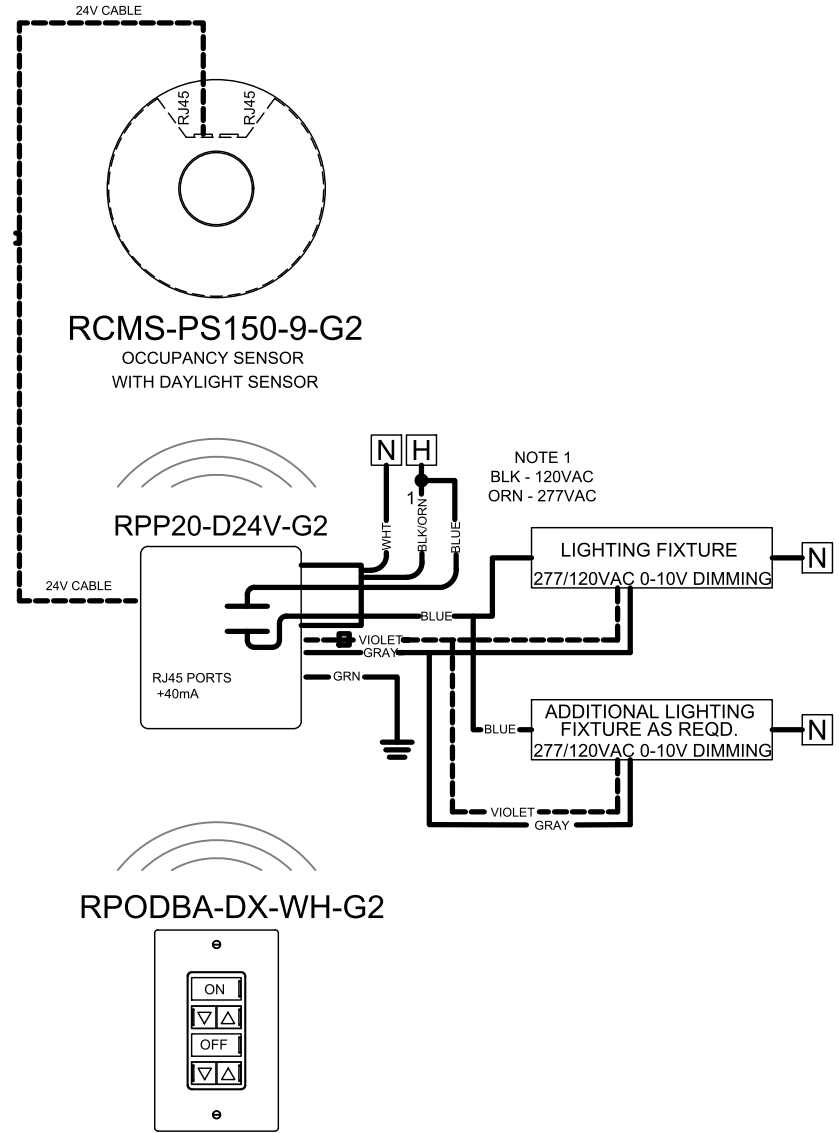 24V CABLE
RJ45
RJ45
RCMS-PS150-9-G2
OCCUPANCY SENSOR
WITH DAYLIGHT SENSOR
N
H
NOTE 1
BLK - 120VAC
ORN - 277VAC
1
WHT
BLK/ORN
BLUE
RPP20-D24V-G2
LIGHTING FIXTURE
277/120VAC 0-10V DIMMING
N
24V CABLE
BLUE
VIOLET
GRAY
RJ45 PORTS
+40mA
GRN
ADDITIONAL LIGHTING
FIXTURE AS REQD.
277/120VAC 0-10V DIMMING
BLUE
N
VIOLET
GRAY
RPODBA-DX-WH-G2
ON
OFF